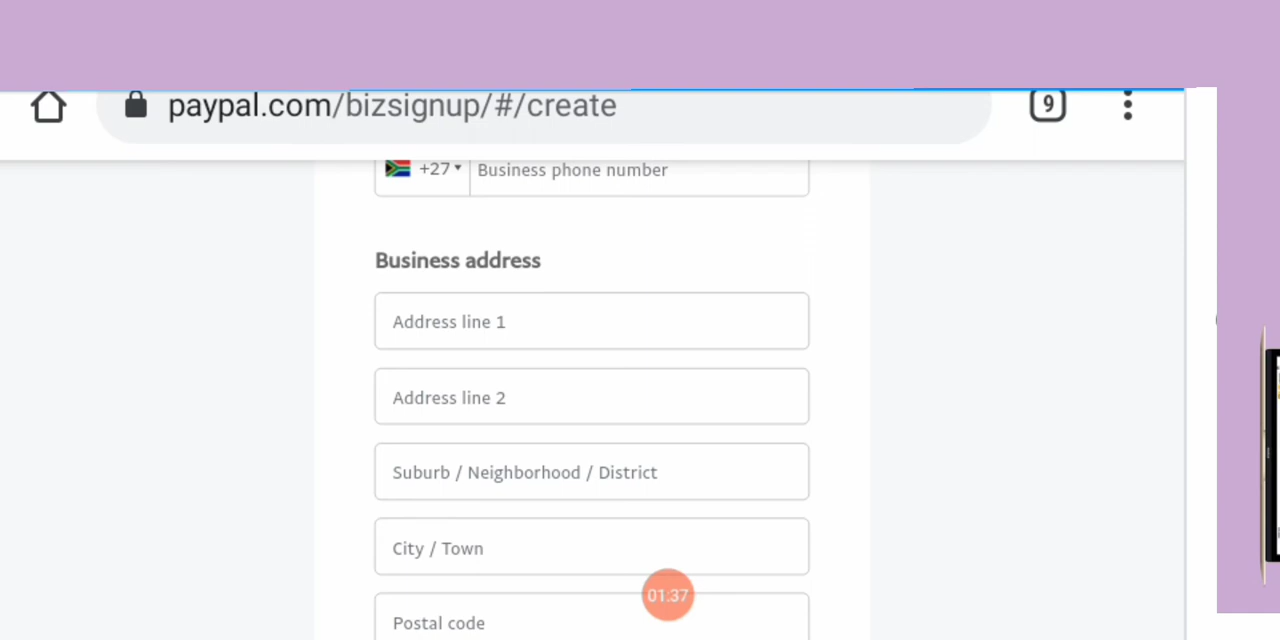 paypal.com/bizsignup/#/create
9
+27 Business phone number
Business address
Address line 1
Address line 2
Suburb / Neighborhood / District
City / Town
01:37
Postal code